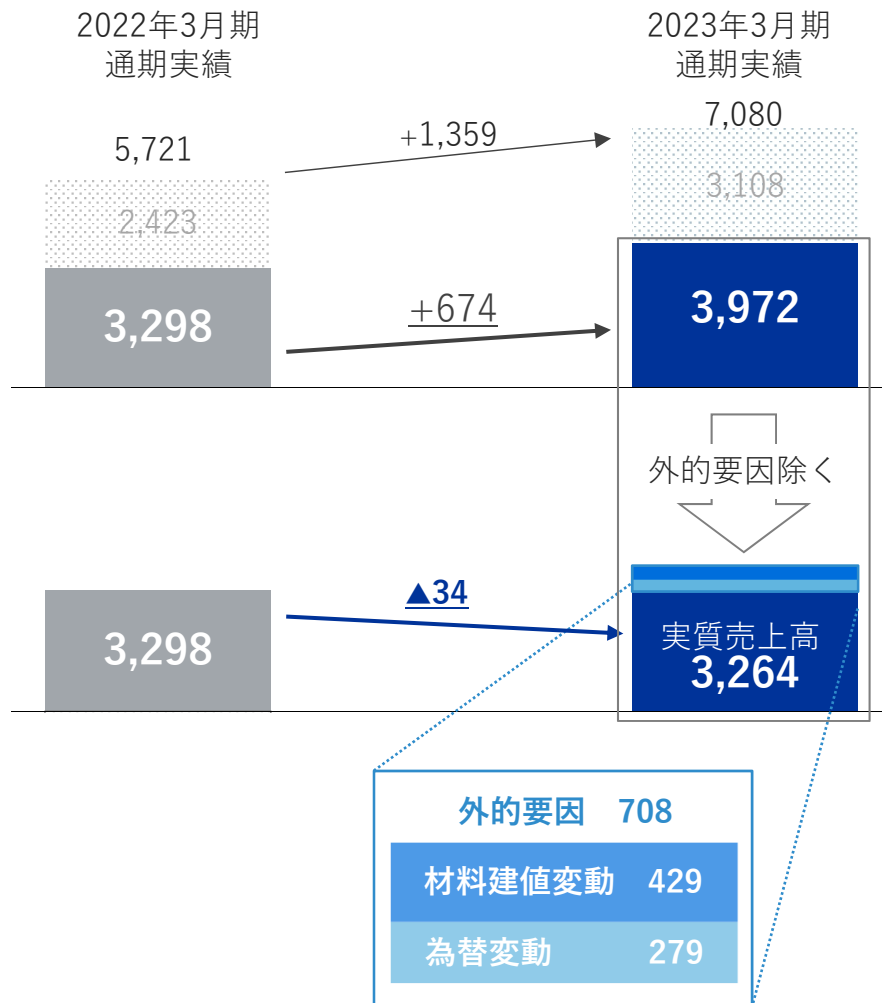 2022年3月期
通期実績
2023年3月期
通期実績
5,721
+1,359
7,080
2,423
3,108
3,298
+674
3,972
外的要因除く
▲34
3,298
実質売上高
3,264
外的要因 708
材料建値変動 429
為替変動 279